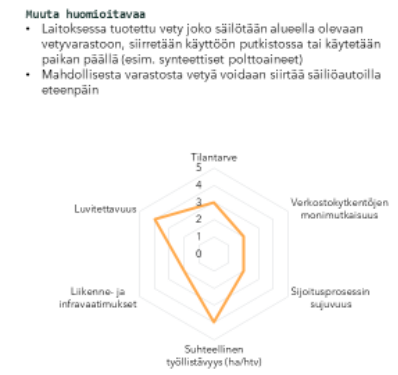 Muuta huomioitavaa
• Laitoksessa tuotettu vety joko säilötään alueella olevaan
vetyvarastoon, siirretään käyttöön putkistossa tai käytetään
paikan päällä (esim. synteettiset polttoaineet)
• Mahdollisesta varastosta vetyä voidaan siirtää säiliöautoilla
eteenpäin
Tilantarve
5
4
3
2
1
0
Verkostokytkentöjen
monimutkaisuus
Sijoitusprosessin
sujuvuus
Suhteellinen
työllistävyys (ha/htv)
Liikenne- ja
infravaatimukset
Luvitettavuus